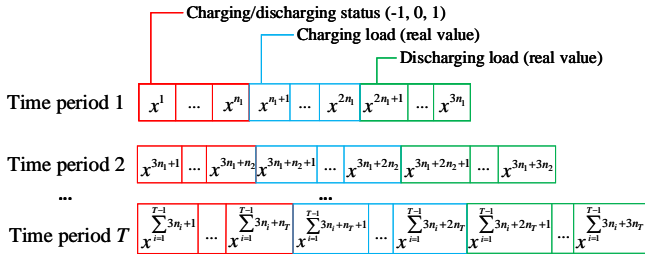 Charging/discharging status (-1, 0, 1)
Charging load (real value)
Discharging load (real value)
Time period 1 x^{1} ... x^{n_1} x^{n_1+1} ... x^{2n_1} x^{2n_1+1} ... x^{3n_1}
Time period 2 x^{3n_1+1} ... x^{3n_1+n_2} x^{3n_1+n_2+1} ... x^{3n_1+2n_2} x^{3n_1+2n_2+1} ... x^{3n_1+3n_2}
... ...
Time period T x^{\sum_{i=1}^{T-1} 3n_i+1} ... x^{\sum_{i=1}^{T-1} 3n_i+n_T} x^{\sum_{i=1}^{T-1} 3n_i+n_T+1} ... x^{\sum_{i=1}^{T-1} 3n_i+2n_T} x^{\sum_{i=1}^{T-1} 3n_i+2n_T+1} ... x^{\sum_{i=1}^{T-1} 3n_i+3n_T}